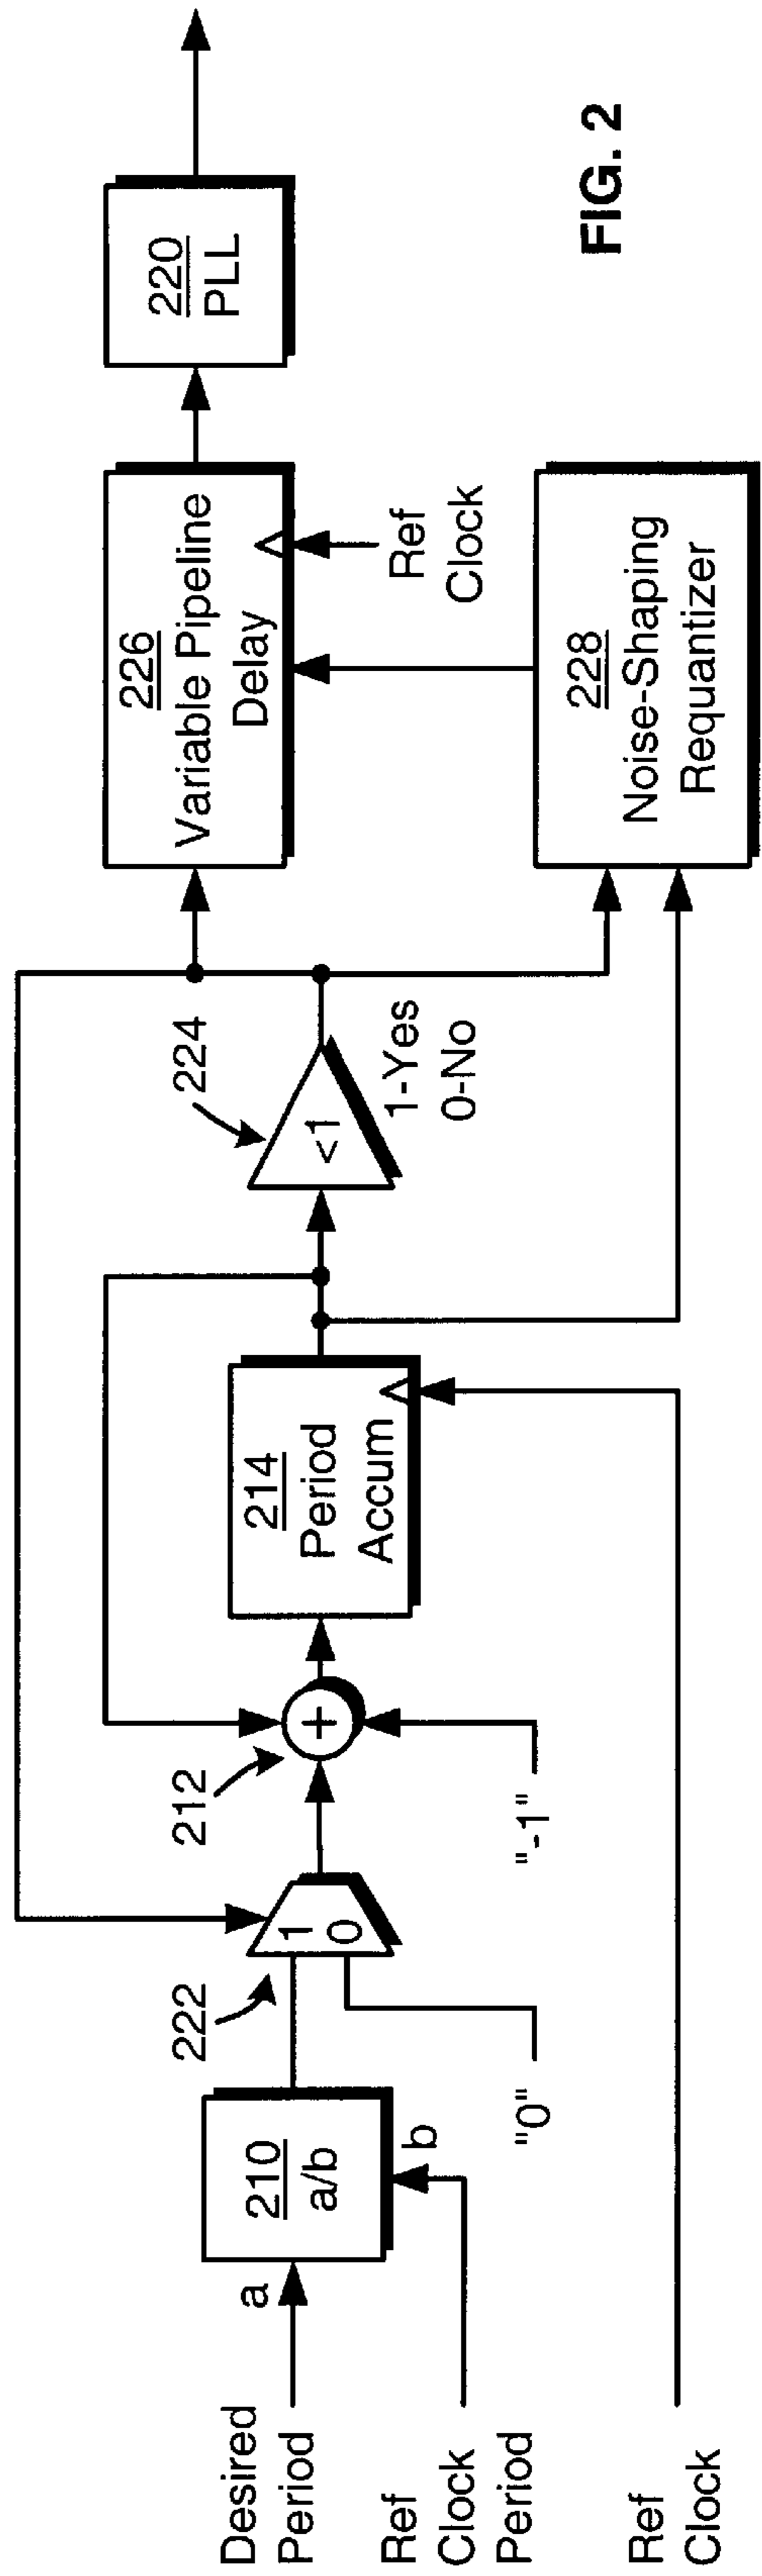 Desired
Period
a
Ref
Clock
Period
b
Ref
Clock
210
a/b
222
1
0
"0"
212
+
"-1"
214
Period
Accum
224
<1
1-Yes
0-No
226
Variable Pipeline
Delay
Ref
Clock
228
Noise-Shaping
Requantizer
220
PLL
FIG. 2